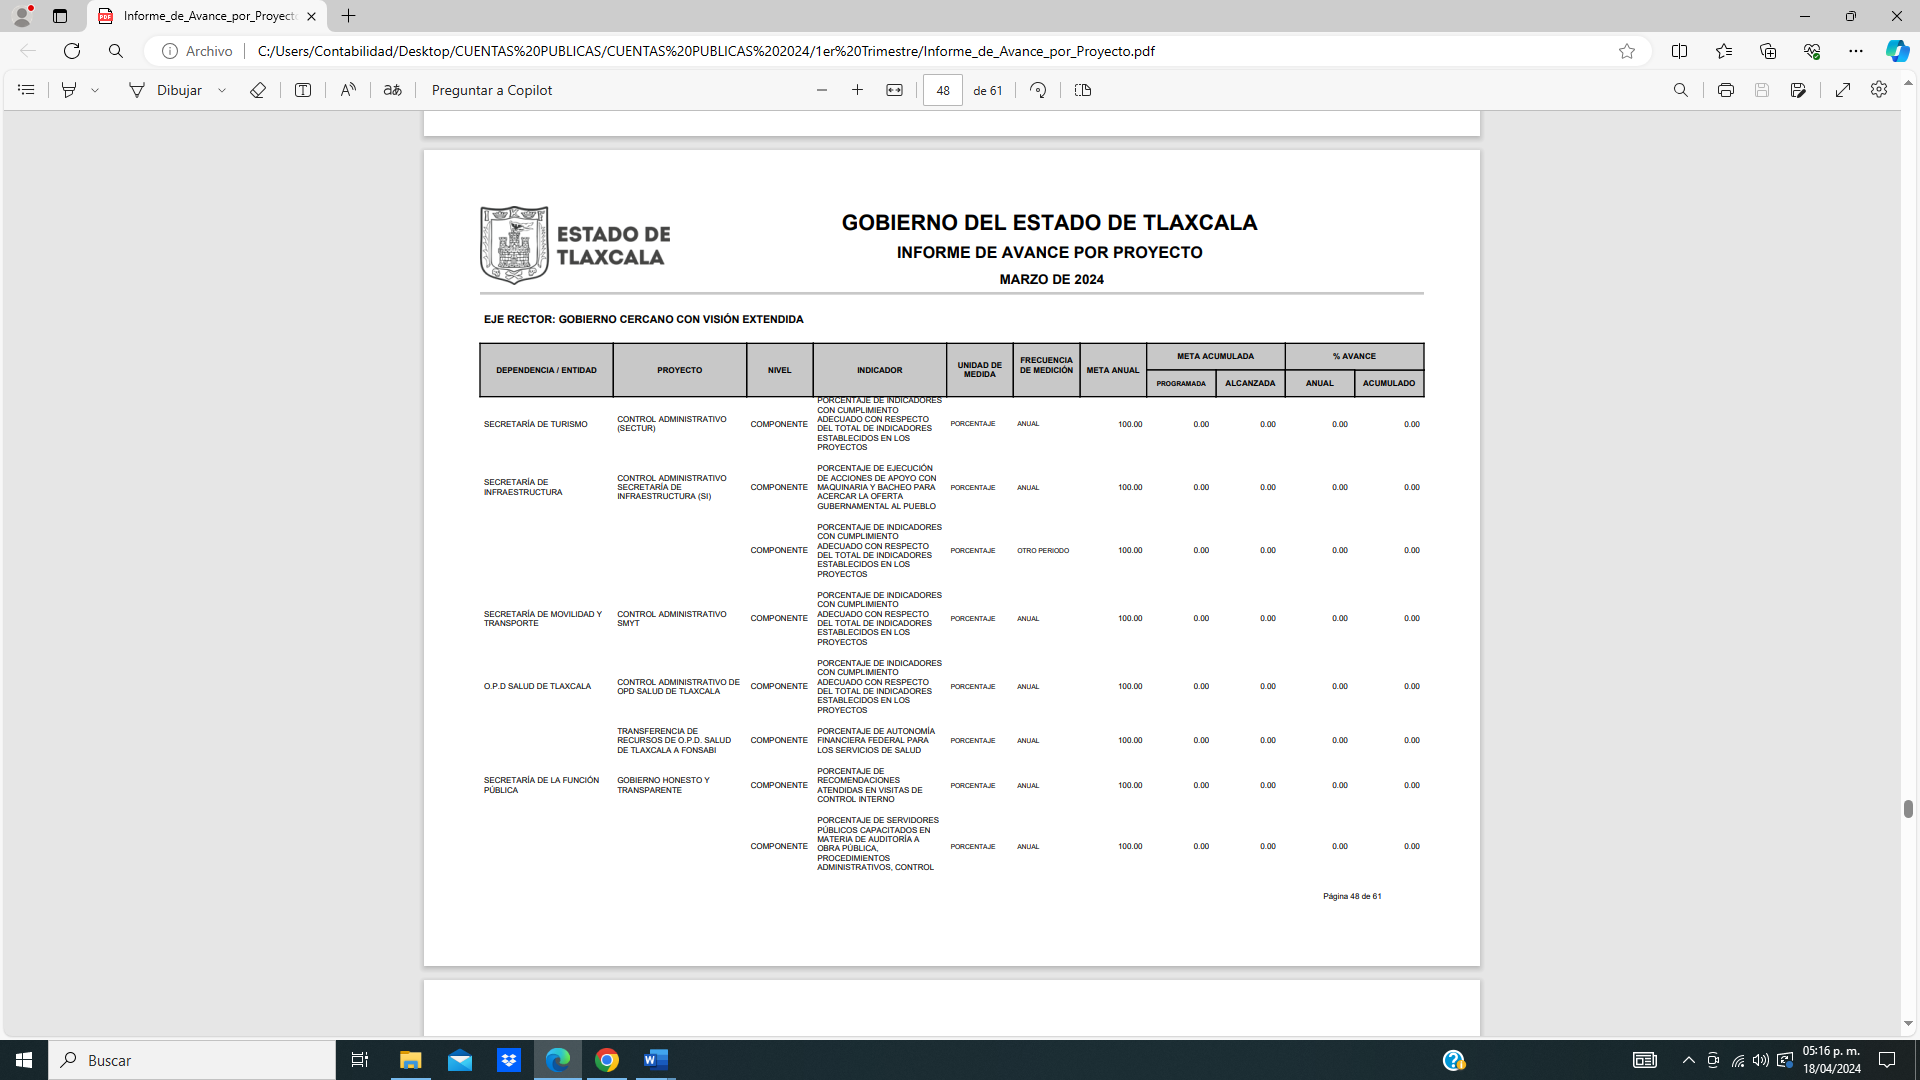 Informe_de_Avance_por_Proyecto
Archivo
C:/Users/Contabilidad/Desktop/CUENTAS%20PUBLICAS/CUENTAS%20PUBLICAS%202024/1er%20Trimestre/Informe_de_Avance_por_Proyecto.pdf
Dibujar
aあ
Preguntar a Copilot
48 de 61
ESTADO DE
TLAXCALA
GOBIERNO DEL ESTADO DE TLAXCALA
INFORME DE AVANCE POR PROYECTO
MARZO DE 2024
EJE RECTOR: GOBIERNO CERCANO CON VISIÓN EXTENDIDA
DEPENDENCIA / ENTIDAD PROYECTO NIVEL INDICADOR UNIDAD DE MEDIDA FRECUENCIA DE MEDICIÓN META ANUAL META ACUMULADA % AVANCE
PROGRAMADA ALCANZADA ANUAL ACUMULADO
SECRETARÍA DE TURISMO CONTROL ADMINISTRATIVO (SECTUR) COMPONENTE PORCENTAJE DE INDICADORES CON CUMPLIMIENTO ADECUADO CON RESPECTO DEL TOTAL DE INDICADORES ESTABLECIDOS EN LOS PROYECTOS PORCENTAJE ANUAL 100.00 0.00 0.00 0.00 0.00
SECRETARÍA DE INFRAESTRUCTURA CONTROL ADMINISTRATIVO SECRETARÍA DE INFRAESTRUCTURA (SI) COMPONENTE PORCENTAJE DE EJECUCIÓN DE ACCIONES DE APOYO CON MAQUINARIA Y BACHEO PARA ACERCAR LA OFERTA GUBERNAMENTAL AL PUEBLO PORCENTAJE ANUAL 100.00 0.00 0.00 0.00 0.00
COMPONENTE PORCENTAJE DE INDICADORES CON CUMPLIMIENTO ADECUADO CON RESPECTO DEL TOTAL DE INDICADORES ESTABLECIDOS EN LOS PROYECTOS PORCENTAJE OTRO PERIODO 100.00 0.00 0.00 0.00 0.00
SECRETARÍA DE MOVILIDAD Y TRANSPORTE CONTROL ADMINISTRATIVO SMYT COMPONENTE PORCENTAJE DE INDICADORES CON CUMPLIMIENTO ADECUADO CON RESPECTO DEL TOTAL DE INDICADORES ESTABLECIDOS EN LOS PROYECTOS PORCENTAJE ANUAL 100.00 0.00 0.00 0.00 0.00
O.P.D SALUD DE TLAXCALA CONTROL ADMINISTRATIVO DE OPD SALUD DE TLAXCALA COMPONENTE PORCENTAJE DE INDICADORES CON CUMPLIMIENTO ADECUADO CON RESPECTO DEL TOTAL DE INDICADORES ESTABLECIDOS EN LOS PROYECTOS PORCENTAJE ANUAL 100.00 0.00 0.00 0.00 0.00
TRANSFERENCIA DE RECURSOS DE O.P.D. SALUD DE TLAXCALA A FONSABI COMPONENTE PORCENTAJE DE AUTONOMÍA FINANCIERA FEDERAL PARA LOS SERVICIOS DE SALUD PORCENTAJE ANUAL 100.00 0.00 0.00 0.00 0.00
SECRETARÍA DE LA FUNCIÓN PÚBLICA GOBIERNO HONESTO Y TRANSPARENTE COMPONENTE PORCENTAJE DE RECOMENDACIONES ATENDIDAS EN VISITAS DE CONTROL INTERNO PORCENTAJE ANUAL 100.00 0.00 0.00 0.00 0.00
COMPONENTE PORCENTAJE DE SERVIDORES PÚBLICOS CAPACITADOS EN MATERIA DE AUDITORÍA A OBRA PÚBLICA, PROCEDIMIENTOS ADMINISTRATIVOS, CONTROL PORCENTAJE ANUAL 100.00 0.00 0.00 0.00 0.00
Página 48 de 61
Buscar
05:16 p. m.
18/04/2024